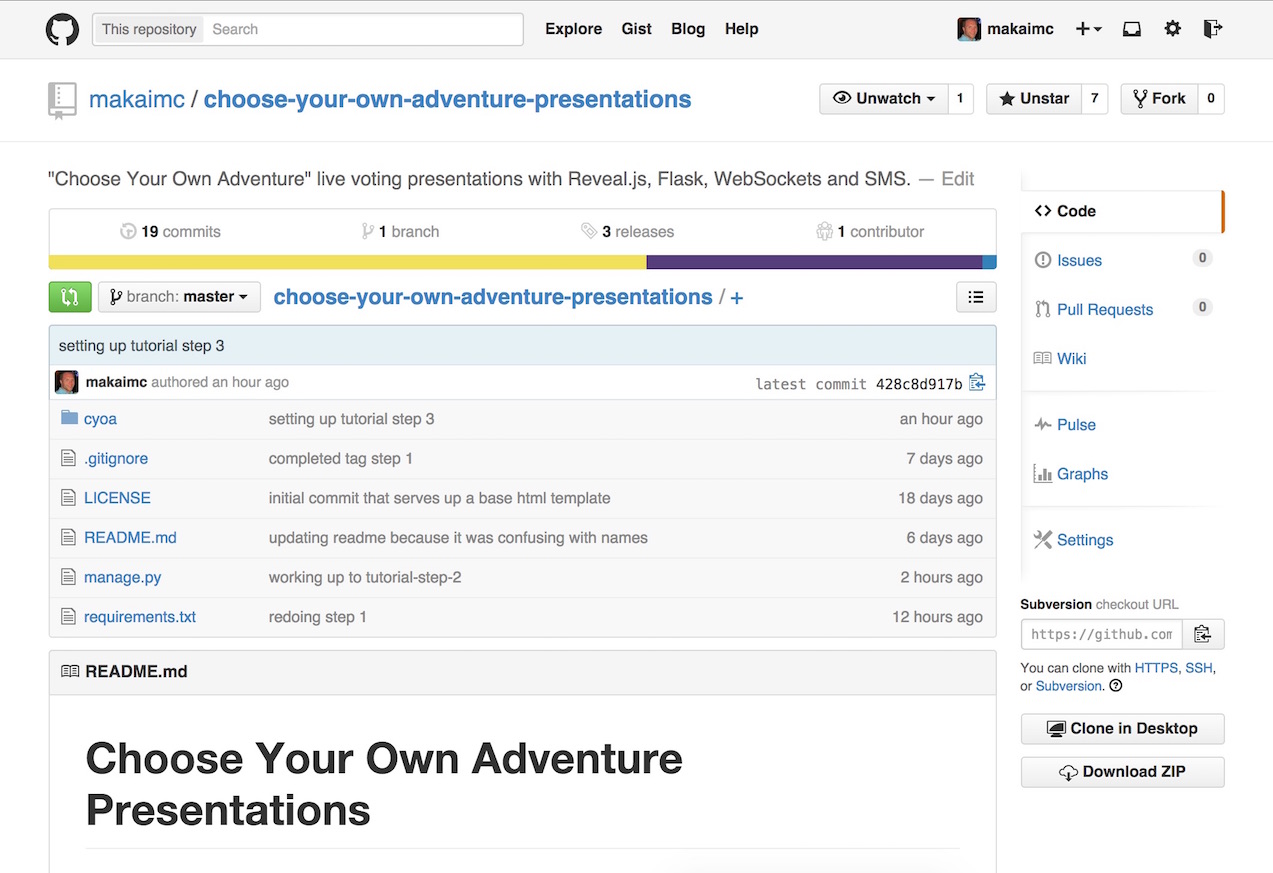 This repository Search Explore Gist Blog Help makaimc
makaimc / choose-your-own-adventure-presentations Unwatch 1 Unstar 7 Fork 0
"Choose Your Own Adventure" live voting presentations with Reveal.js, Flask, WebSockets and SMS. — Edit
19 commits 1 branch 3 releases 1 contributor
branch: master choose-your-own-adventure-presentations / +
setting up tutorial step 3
makaimc authored an hour ago latest commit 428c8d917b
cyoa setting up tutorial step 3 an hour ago
.gitignore completed tag step 1 7 days ago
LICENSE initial commit that serves up a base html template 18 days ago
README.md updating readme because it was confusing with names 6 days ago
manage.py working up to tutorial-step-2 2 hours ago
requirements.txt redoing step 1 12 hours ago
README.md
Choose Your Own Adventure
Presentations
Code
Issues 0
Pull Requests 0
Wiki
Pulse
Graphs
Settings
Subversion checkout URL
https://github.com
You can clone with HTTPS, SSH,
or Subversion.
Clone in Desktop
Download ZIP